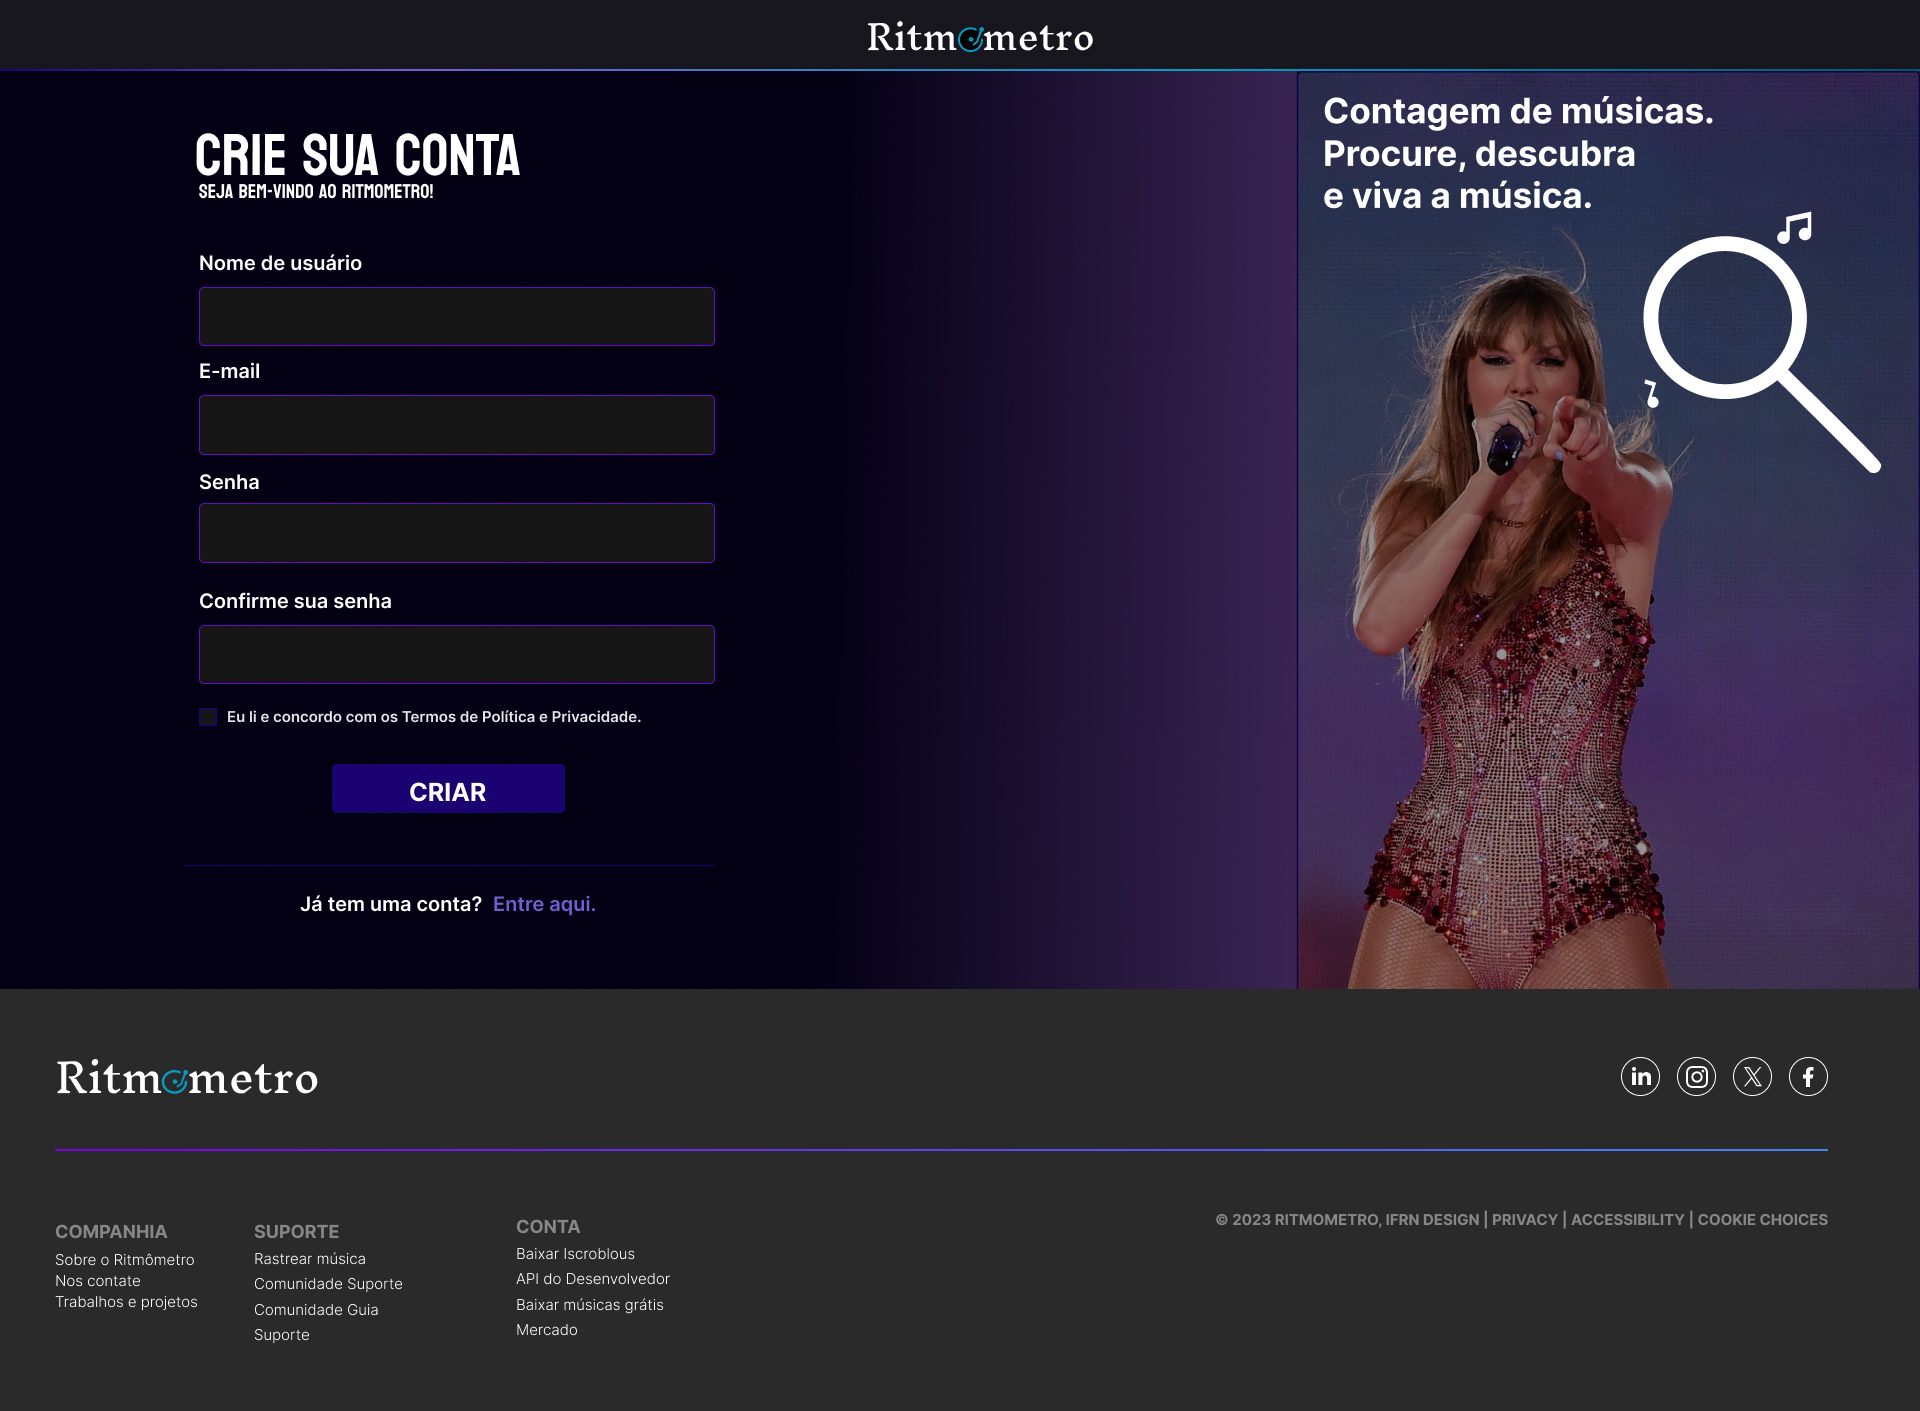 Ritmometro
CRIE SUA CONTA
SEJA BEM-VINDO AO RITMOMETRO!
Nome de usuário
E-mail
Senha
Confirme sua senha
Eu li e concordo com os Termos de Política e Privacidade.
CRIAR
Já tem uma conta? Entre aqui.
Contagem de músicas.
Procure, descubra
e viva a música.
Ritmometro
in
COMPANHIA
Sobre o Ritmômetro
Nos contate
Trabalhos e projetos
SUPORTE
Rastrear música
Comunidade Suporte
Comunidade Guia
Suporte
CONTA
Baixar Iscroblous
API do Desenvolvedor
Baixar músicas grátis
Mercado
© 2023 RITMOMETRO, IFRN DESIGN | PRIVACY | ACCESSIBILITY | COOKIE CHOICES